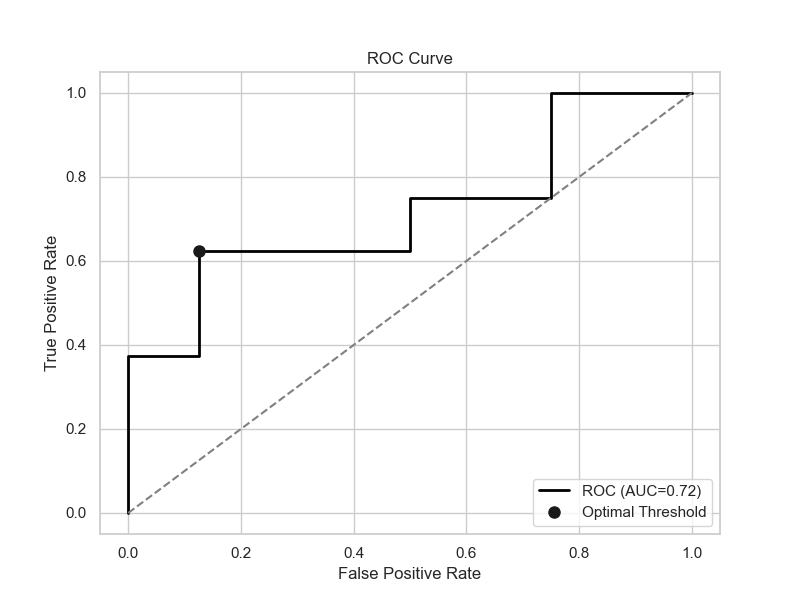 ROC Curve
1.0
0.8
0.6
0.4
0.2
0.0
True Positive Rate
0.0 0.2 0.4 0.6 0.8 1.0
False Positive Rate
ROC (AUC=0.72)
Optimal Threshold